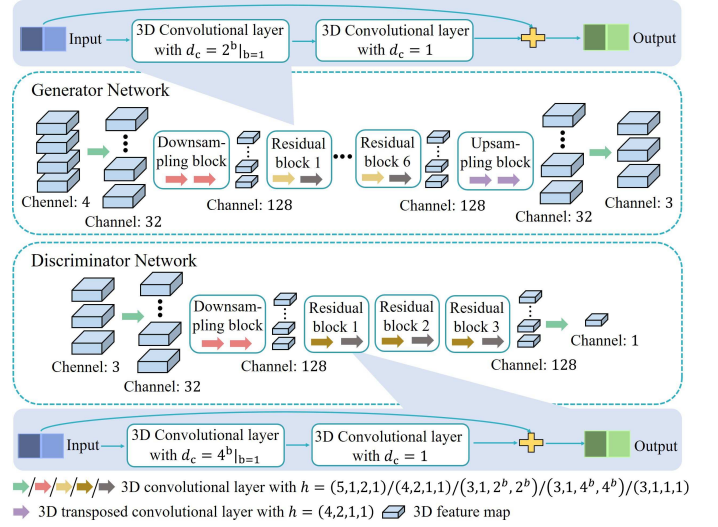 Input
3D Convolutional layer
with d_c = 2^b|_{b=1}
3D Convolutional layer
with d_c = 1
Output
Generator Network
Chennel: 4
Channel: 32
Downsam-
pling block
Channel: 128
Residual
block 1
Residual
block 6
Channel: 128
Upsam-
pling block
Channel: 32
Channel: 3
Discriminator Network
Chennel: 3
Channel: 32
Downsam-
pling block
Channel: 128
Residual
block 1
Residual
block 2
Residual
block 3
Channel: 128
Channel: 1
Input
3D Convolutional layer
with d_c = 4^b|_{b=1}
3D Convolutional layer
with d_c = 1
Output
/ / / / 3D convolutional layer with h = (5,1,2,1)/(4,2,1,1)/(3,1,2^b,2^b)/(3,1,4^b,4^b)/(3,1,1,1)
3D transposed convolutional layer with h = (4,2,1,1) 3D feature map